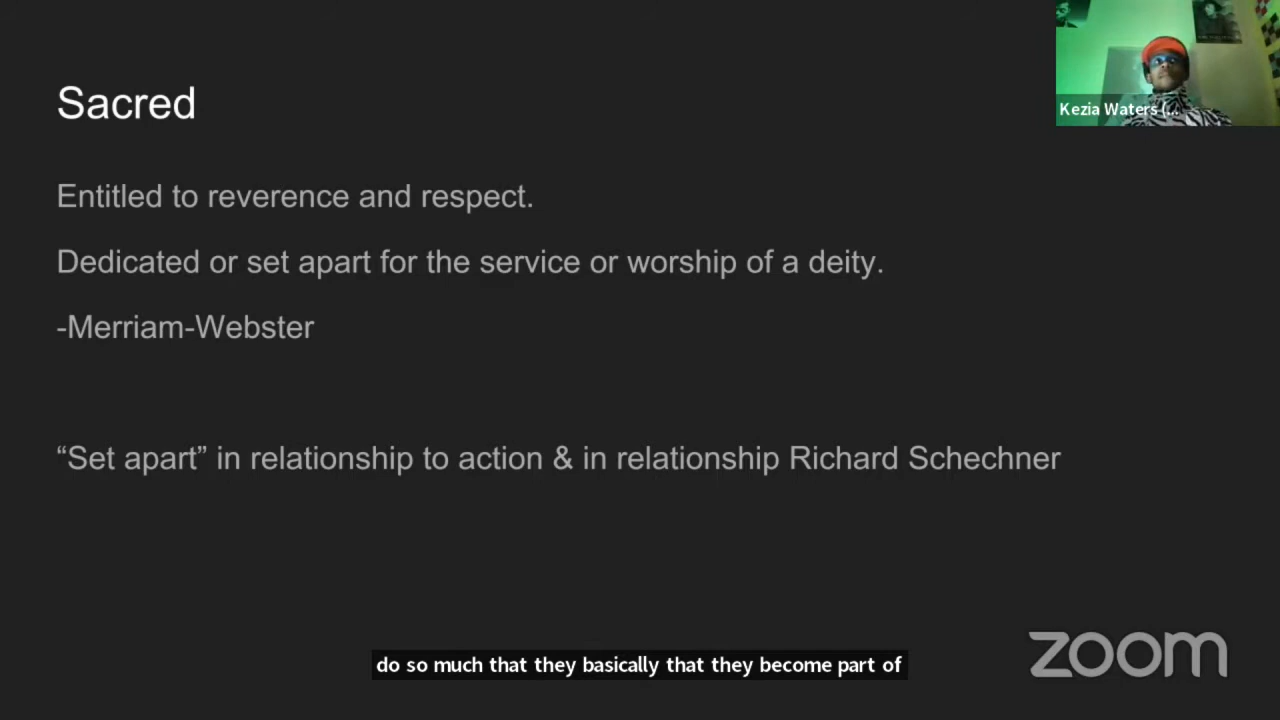 Sacred
Kezia Waters (...
Entitled to reverence and respect.
Dedicated or set apart for the service or worship of a deity.
-Merriam-Webster
“Set apart” in relationship to action & in relationship Richard Schechner
do so much that they basically that they become part of
zoom